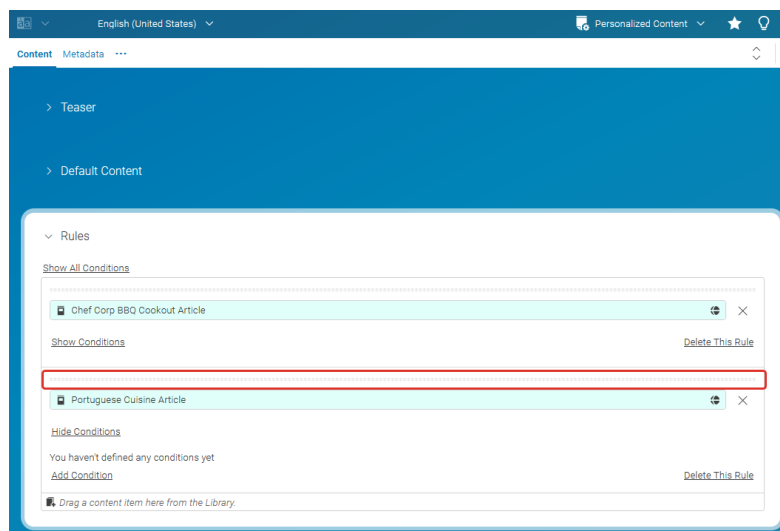 English (United States) Personalized Content
Content Metadata ...
Teaser
Default Content
Rules
Show All Conditions
Chef Corp BBQ Cookout Article
Show Conditions Delete This Rule
Portuguese Cuisine Article
Hide Conditions
You haven't defined any conditions yet
Add Condition Delete This Rule
Drag a content item here from the Library.